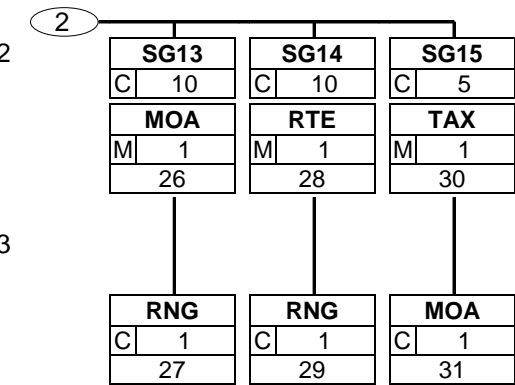 2
2
SG13 SG14 SG15
C 10 C 10 C 5
MOA RTE TAX
M 1 M 1 M 1
26 28 30
3
RNG RNG MOA
C 1 C 1 C 1
27 29 31